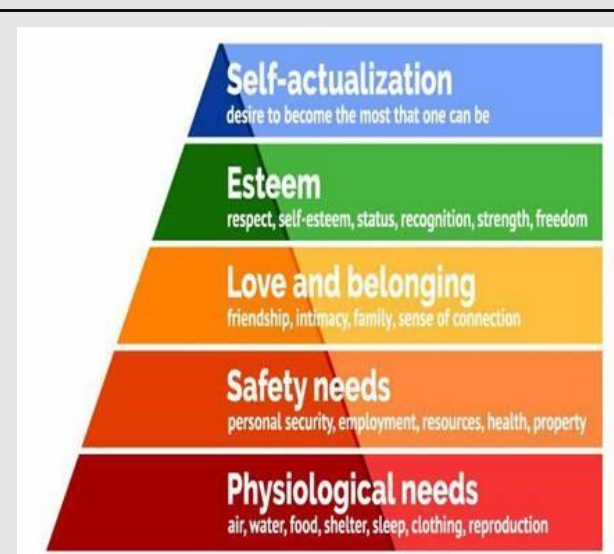 Self-actualization
desire to become the most that one can be
Esteem
respect, self-esteem, status, recognition, strength, freedom
Love and belonging
friendship, intimacy, family, sense of connection
Safety needs
personal security, employment, resources, health, property
Physiological needs
air, water, food, shelter, sleep, clothing, reproduction